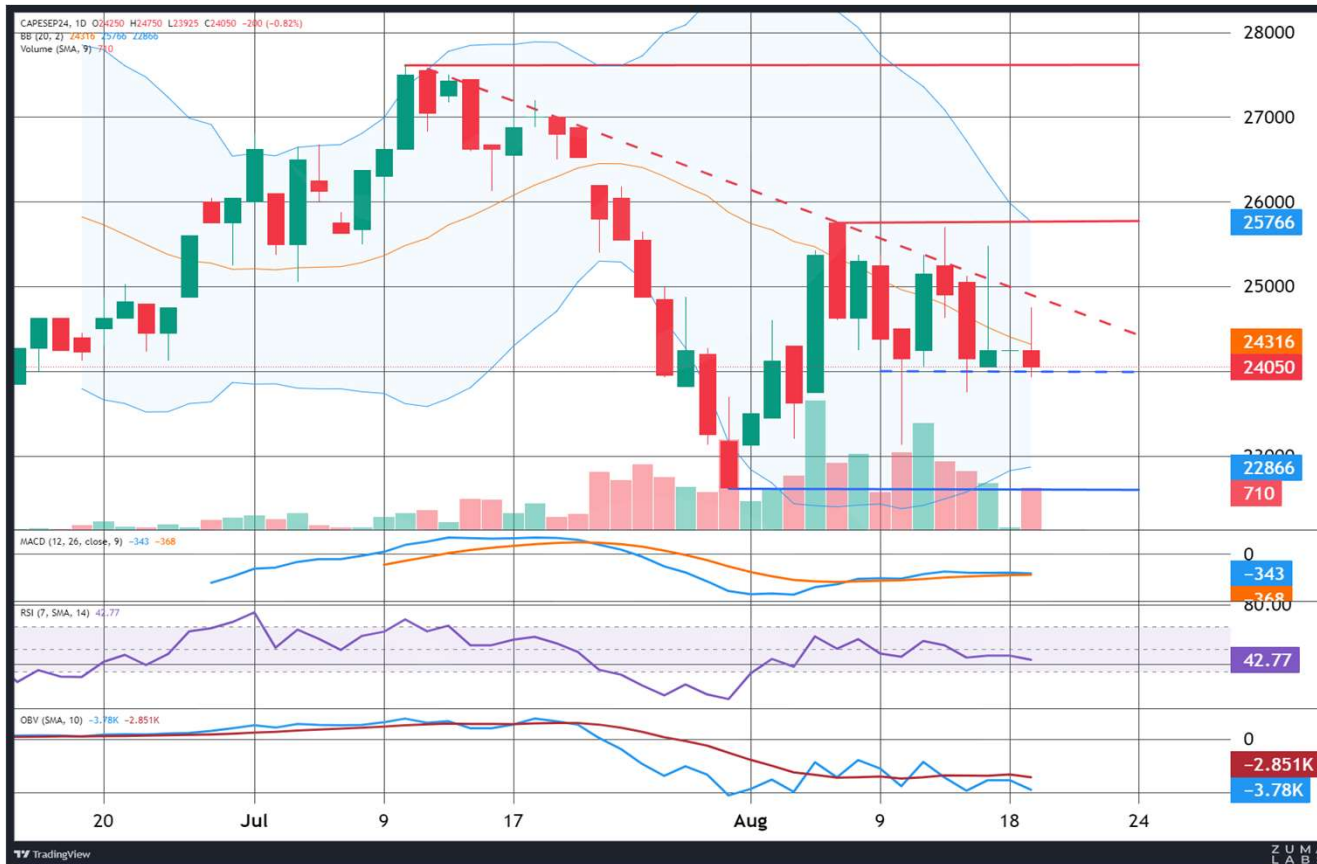 CAPESEP24, 1D O24250 H24750 L23925 C24050 -200 (-0.82%)
BB (20, 2) 24316 25766 22866
Volume (SMA, 9) 710
28000
27000
26000
25766
25000
24316
24050
22866
710
MACD (12, 26, close, 9) -343 -368
0
-343
-368
80.00
RSI (7, SMA, 14) 42.77
42.77
OBV (SMA, 10) -3.78K -2.851K
0
-2.851K
-3.78K
20 Jul 9 17 Aug 9 18 24
TradingView
ZUMA
LAB